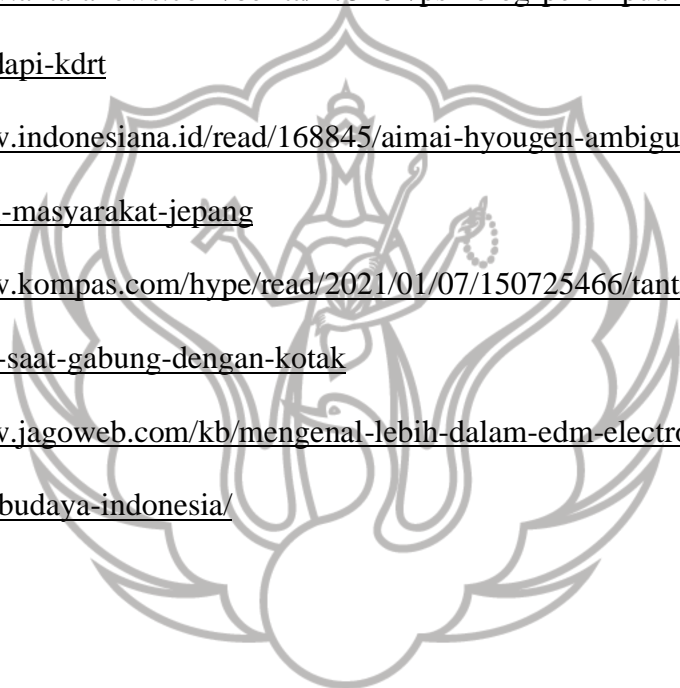 dapi-kdrt
w.indonesiana.id/read/168845/aimai-hyougen-ambigu
-masyarakat-jepang
w.kompas.com/hype/read/2021/01/07/150725466/tant
-saat-gabung-dengan-kotak
w.jagoweb.com/kb/mengenal-lebih-dalam-edm-electro
budaya-indonesia/